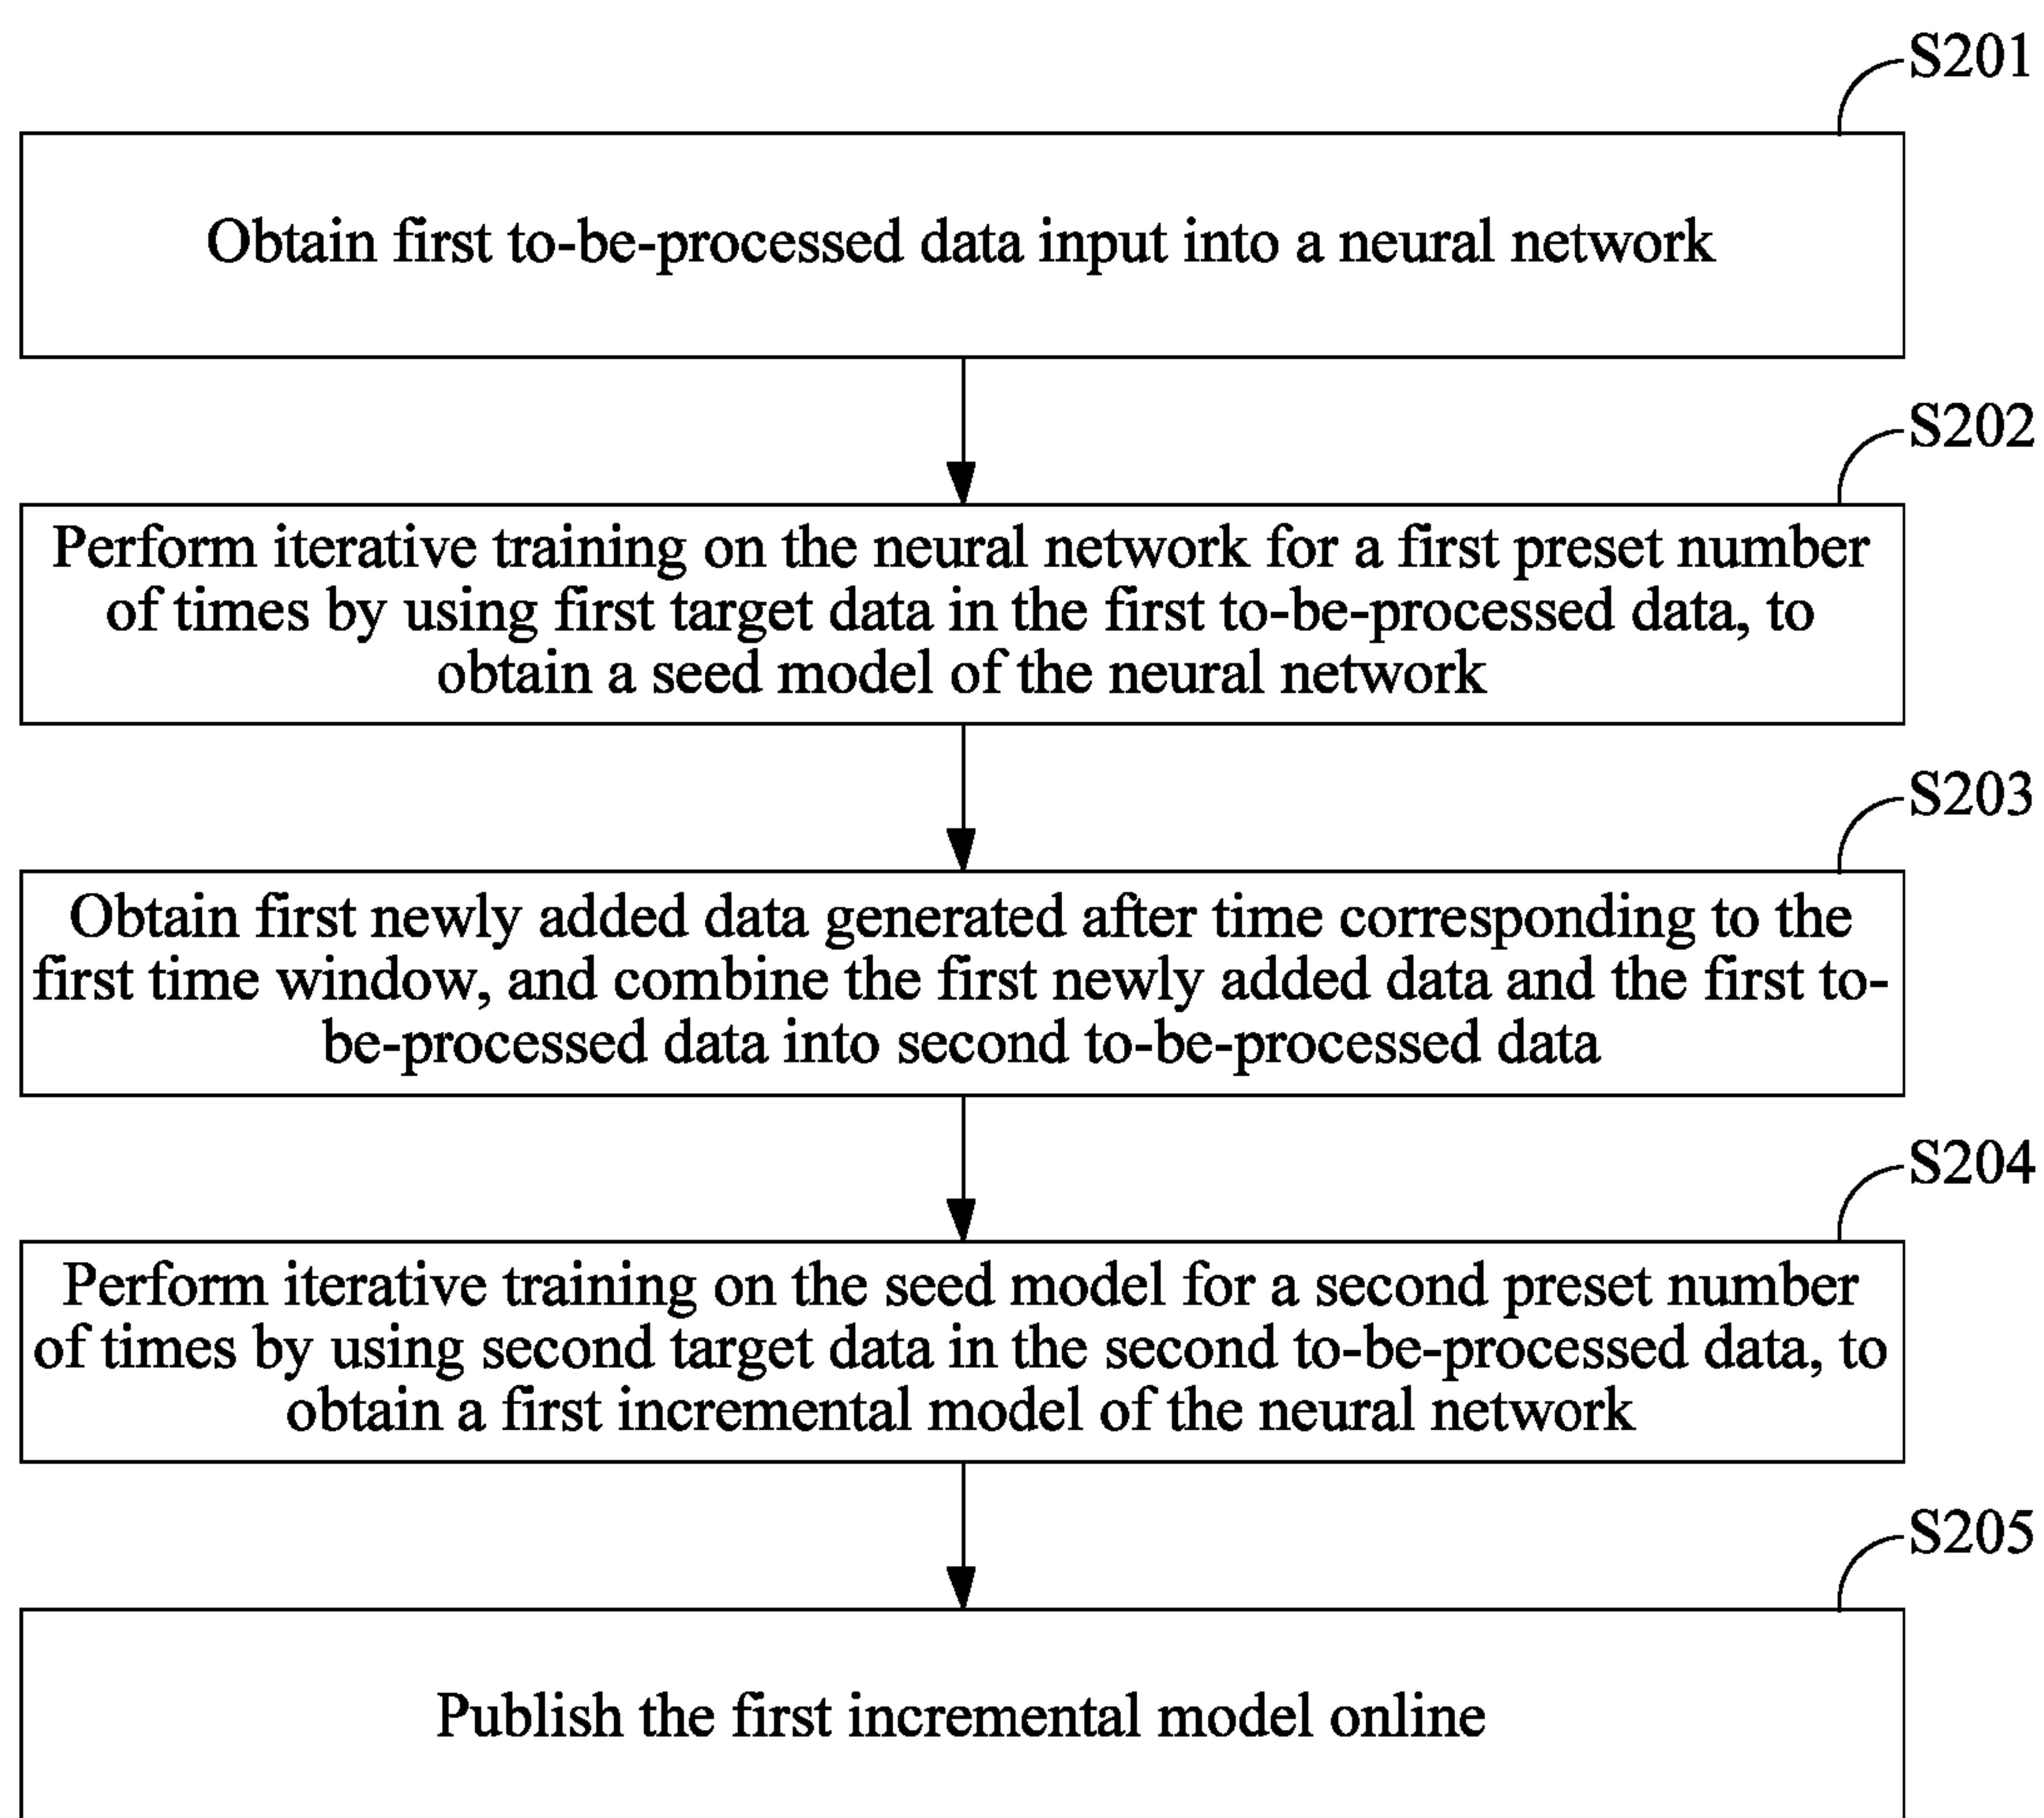 S201
Obtain first to-be-processed data input into a neural network
S202
Perform iterative training on the neural network for a first preset number
of times by using first target data in the first to-be-processed data, to
obtain a seed model of the neural network
S203
Obtain first newly added data generated after time corresponding to the
first time window, and combine the first newly added data and the first to-
be-processed data into second to-be-processed data
S204
Perform iterative training on the seed model for a second preset number
of times by using second target data in the second to-be-processed data, to
obtain a first incremental model of the neural network
S205
Publish the first incremental model online